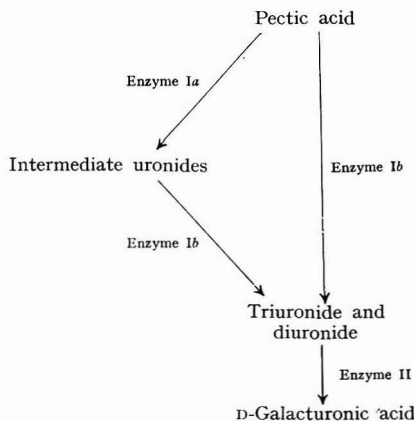 Pectic acid
Enzyme Ia
Intermediate uronides
Enzyme Ib
Enzyme Ib
Triuronide and
diuronide
Enzyme II
D-Galacturonic acid